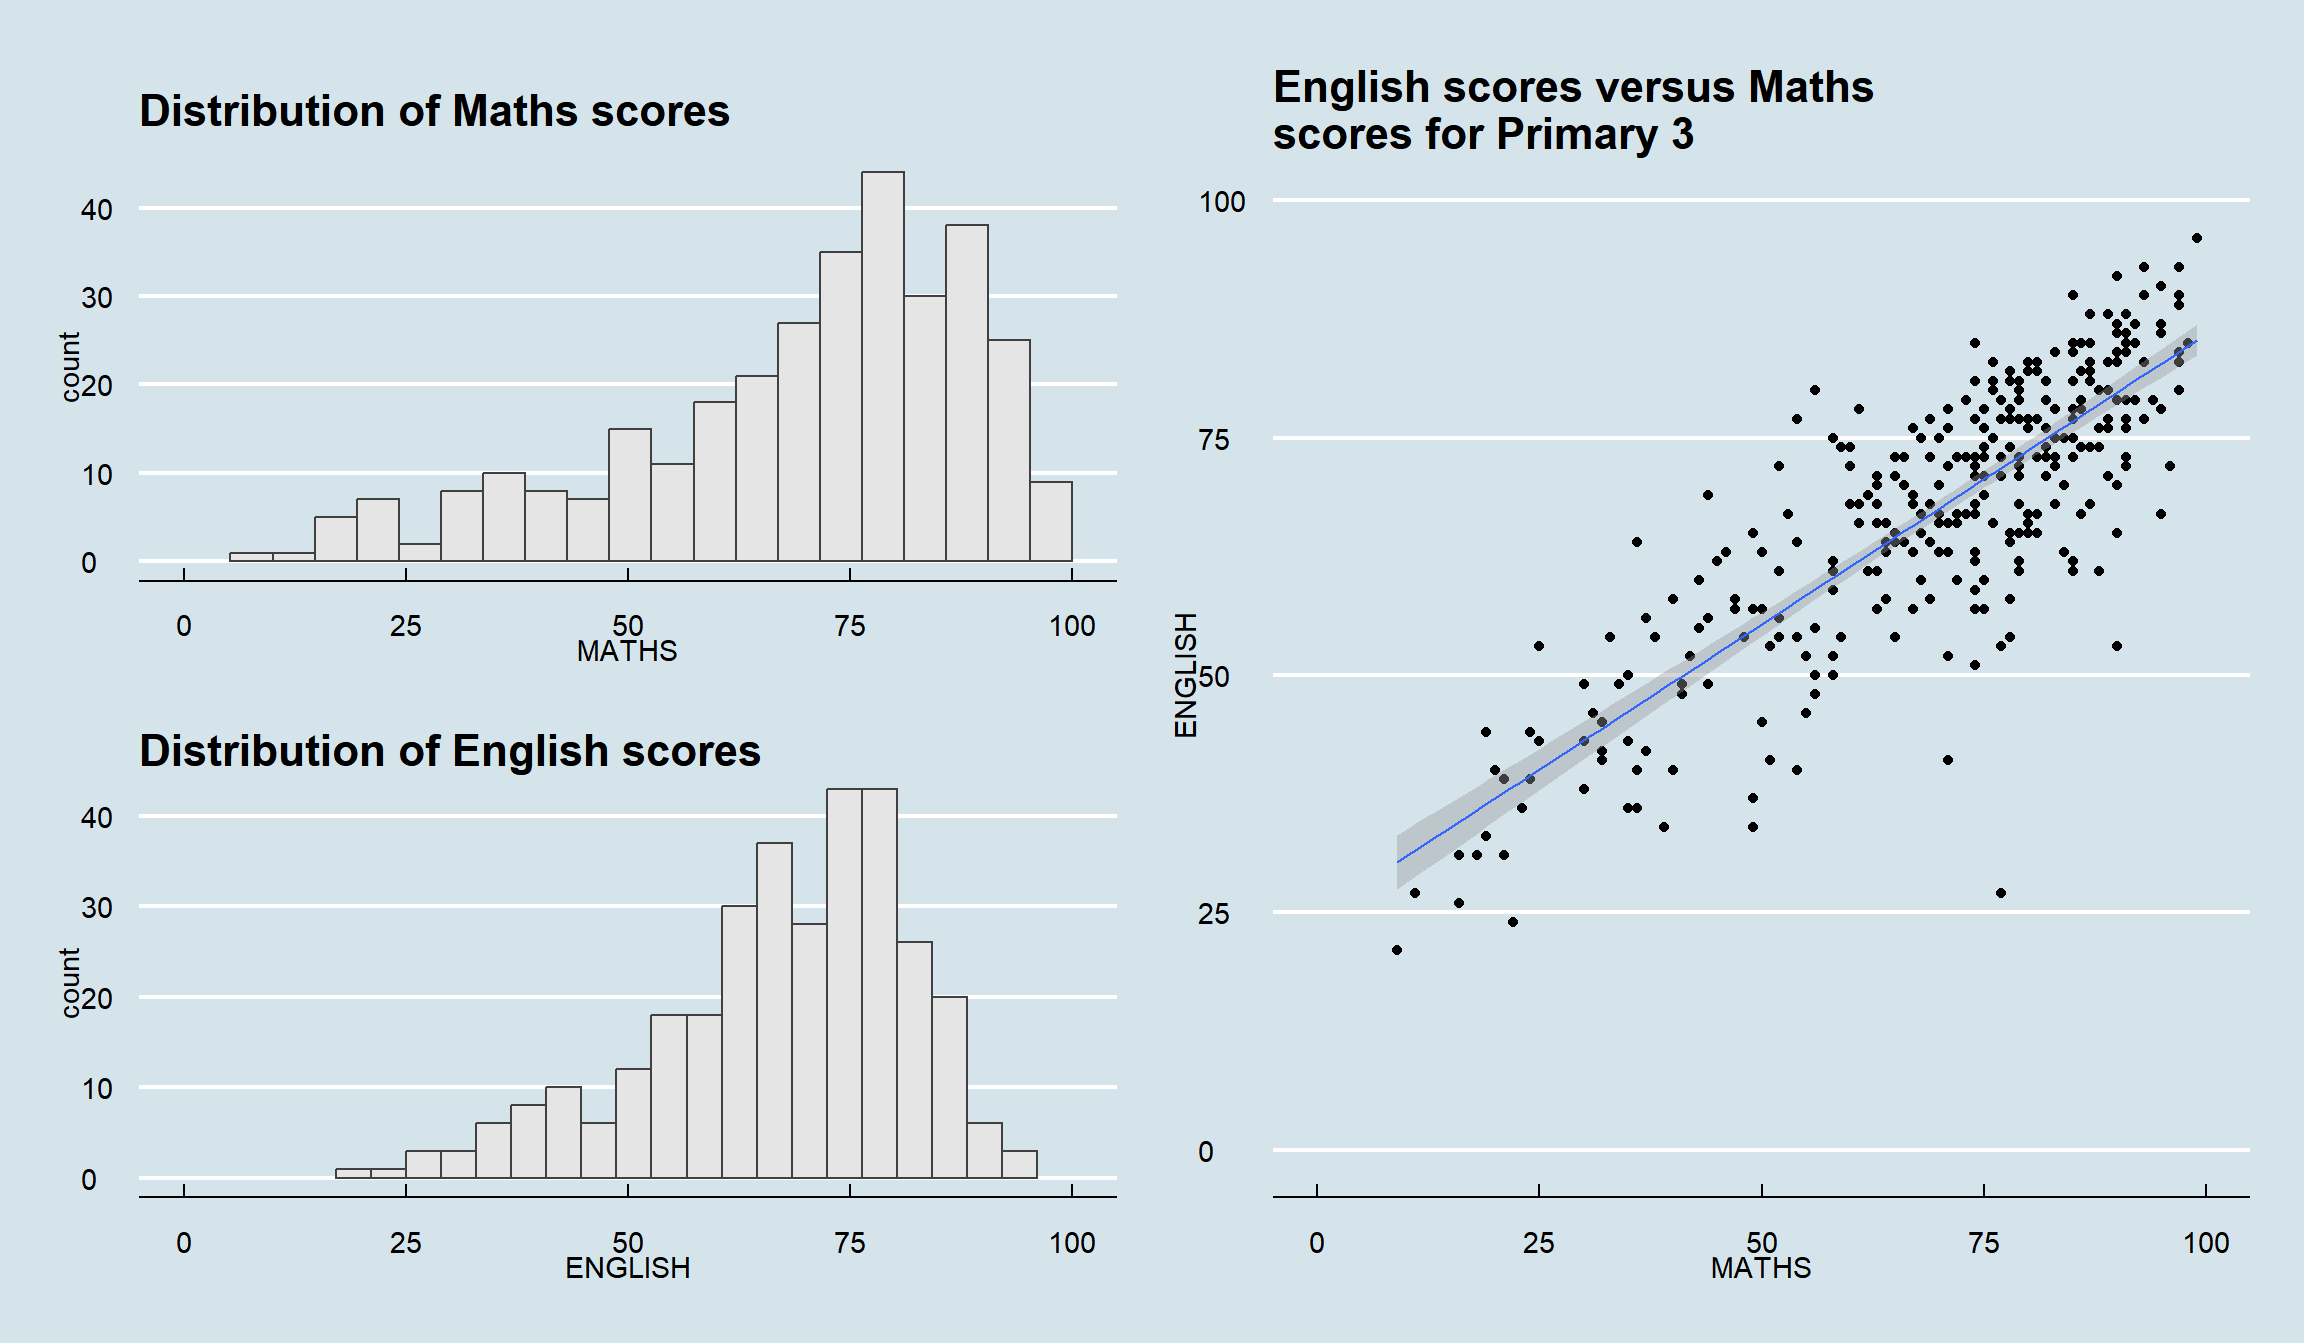 Distribution of Maths scores
40
30
20
10
0
count
0 25 50 75 100
MATHS
Distribution of English scores
40
30
20
10
0
count
0 25 50 75 100
ENGLISH
English scores versus Maths
scores for Primary 3
100
75
50
25
0
ENGLISH
0 25 50 75 100
MATHS